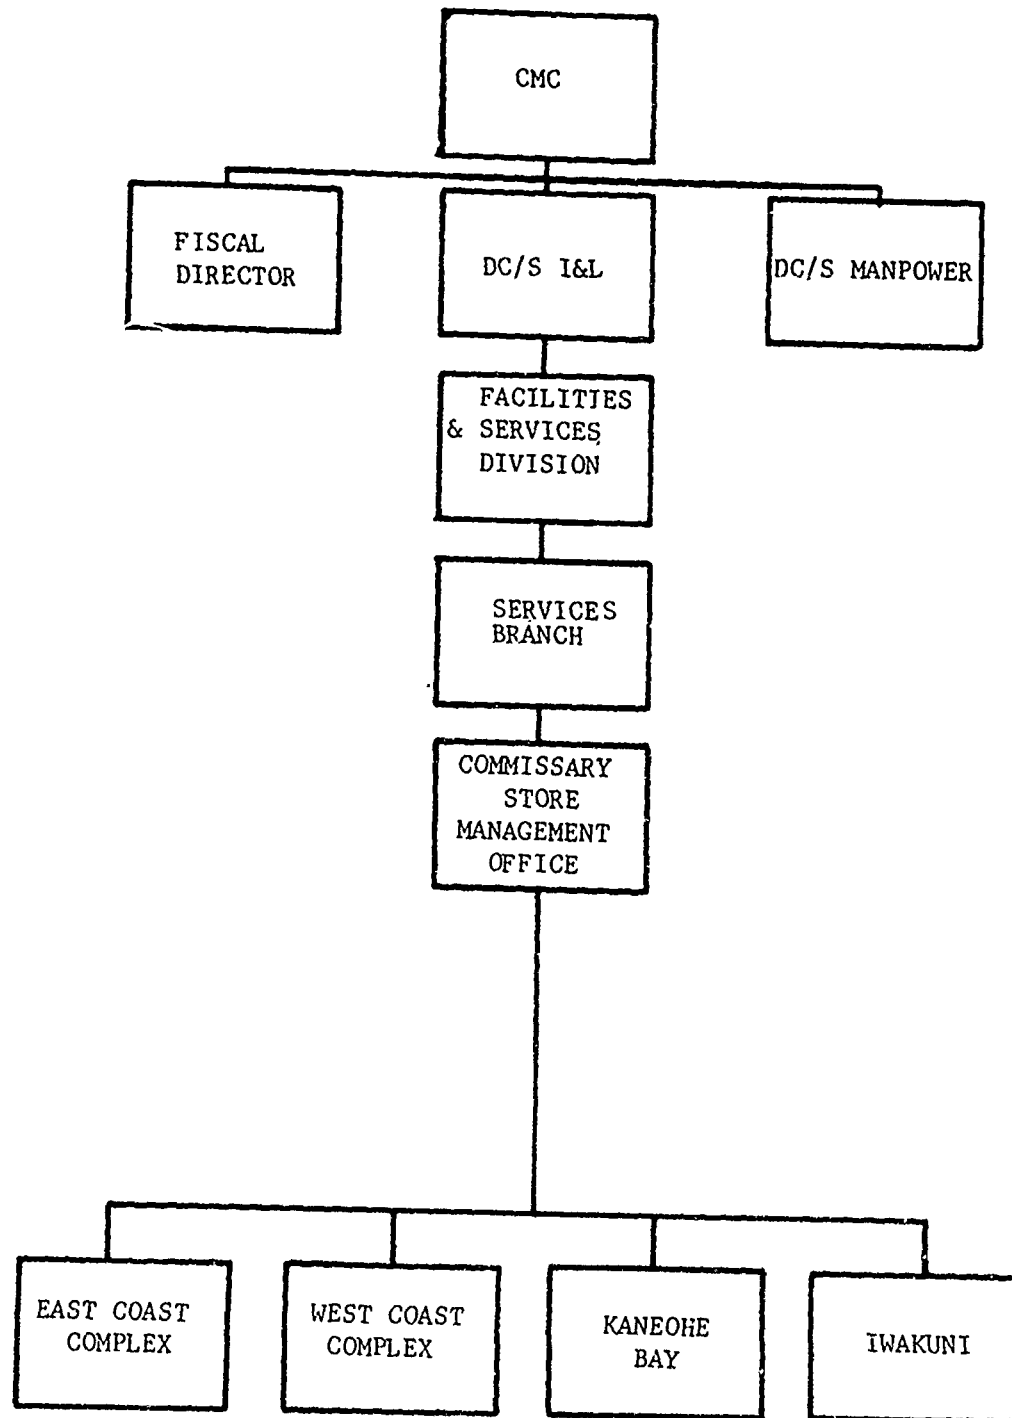 CMC
FISCAL
DIRECTOR
DC/S I&L
DC/S MANPOWER
FACILITIES
& SERVICES
DIVISION
SERVICES
BRANCH
COMMISSARY
STORE
MANAGEMENT
OFFICE
EAST COAST
COMPLEX
WEST COAST
COMPLEX
KANEOHE
BAY
IWAKUNI